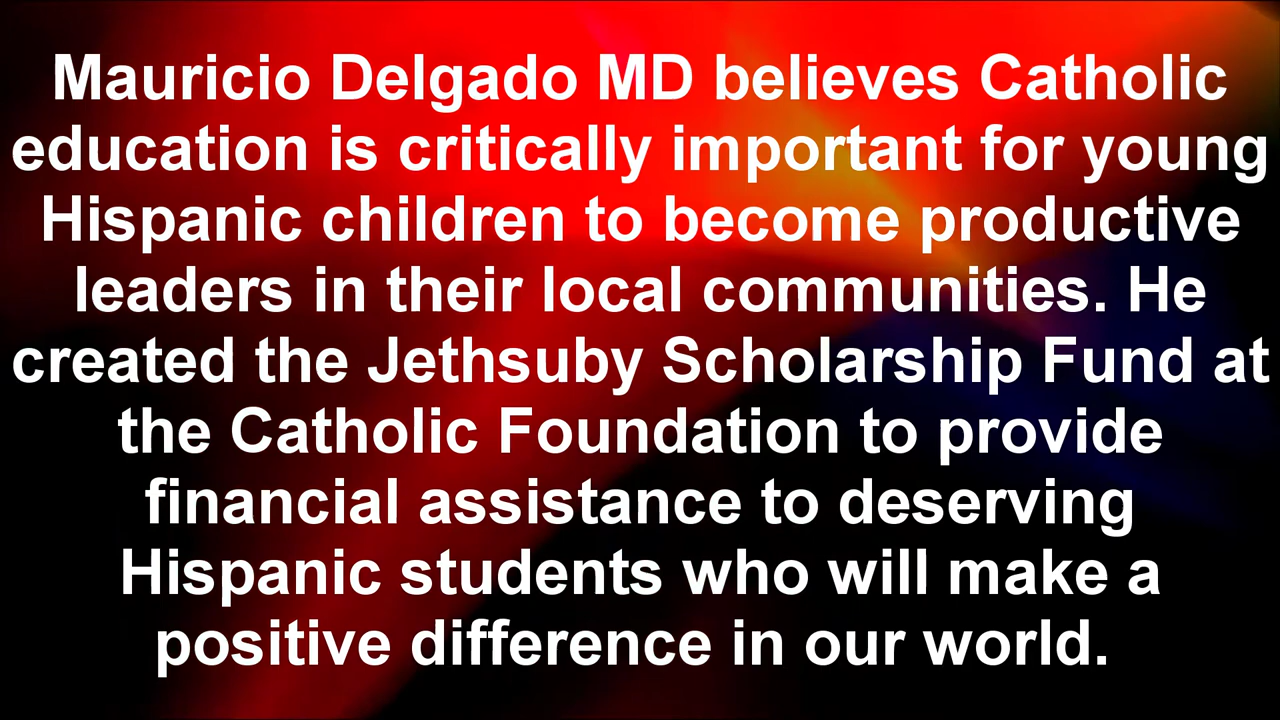 Mauricio Delgado MD believes Catholic
education is critically important for young
Hispanic children to become productive
leaders in their local communities. He
created the Jethsuby Scholarship Fund at
the Catholic Foundation to provide
financial assistance to deserving
Hispanic students who will make a
positive difference in our world.